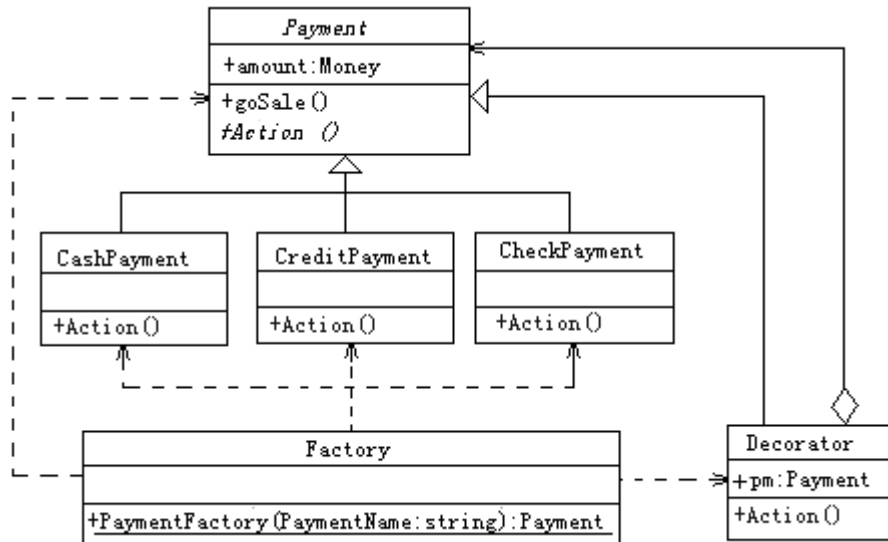 Payment
+amount:Money
+goSale()
#Action ()
CashPayment
+Action()
CreditPayment
+Action()
CheckPayment
+Action()
Factory
+PaymentFactory(PaymentName:string):Payment
Decorator
+pm:Payment
+Action()